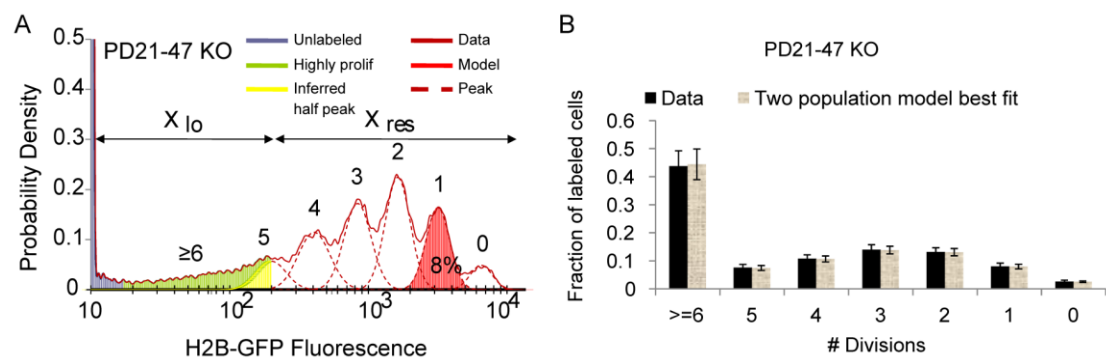 A
PD21-47 KO
Unlabeled
Highly prolif
Inferred
half peak
Data
Model
Peak
X lo
X res
≥6
5
4
3
2
1
0
8%
0.5
0.4
0.3
0.2
0.1
0
Probability Density
10
10²
10³
10⁴
H2B-GFP Fluorescence
B
PD21-47 KO
Data
Two population model best fit
0.6
0.5
0.4
0.3
0.2
0.1
0
Fraction of labeled cells
>=6 5 4 3 2 1 0
# Divisions